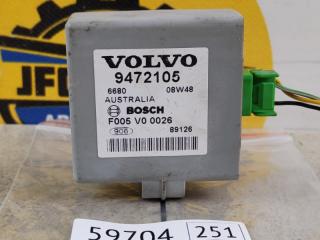 JFC
VOLVO
9472105
6680 08W48
AUSTRALIA
BOSCH
F005 V0 0026
906 89126
59704 251